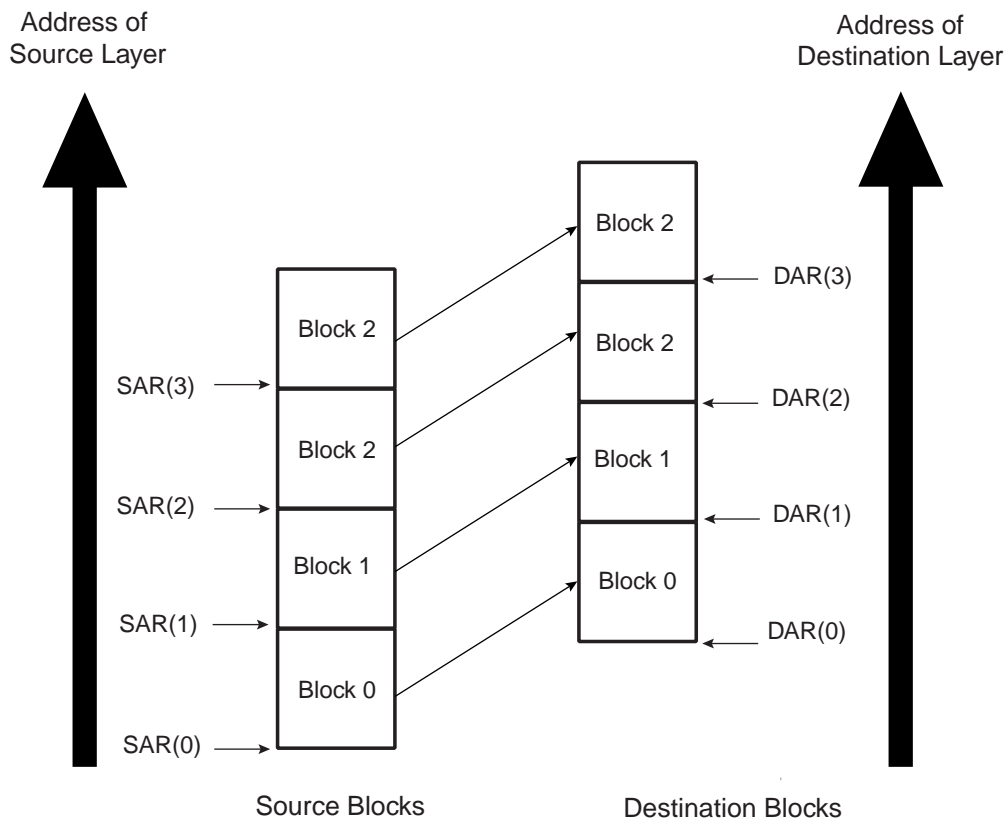 Address of
Source Layer
Address of
Destination Layer
Block 2
Block 2
DAR(3)
Block 2
Block 2
SAR(3)
DAR(2)
Block 2
Block 1
SAR(2)
DAR(1)
Block 1
Block 0
SAR(1)
DAR(0)
Block 0
SAR(0)
Source Blocks
Destination Blocks